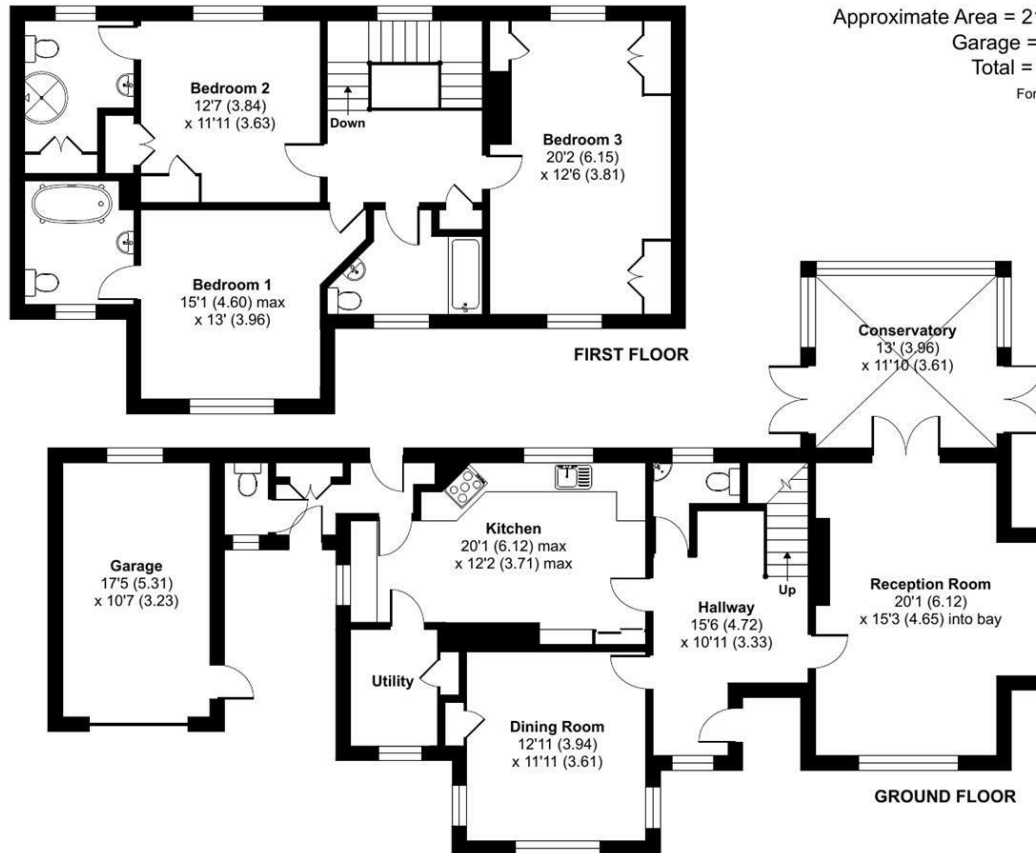 Approximate Area =
Garage =
Total =
For
Bedroom 2
12'7 (3.84)
x 11'11 (3.63)
Down
Bedroom 3
20'2 (6.15)
x 12'6 (3.81)
Bedroom 1
15'1 (4.60) max
x 13' (3.96)
FIRST FLOOR
Conservatory
13' (3.96)
x 11'10 (3.61)
Garage
17'5 (5.31)
x 10'7 (3.23)
Kitchen
20'1 (6.12) max
x 12'2 (3.71) max
Up
Hallway
15'6 (4.72)
x 10'11 (3.33)
Reception Room
20'1 (6.12)
x 15'3 (4.65) into bay
Utility
Dining Room
12'11 (3.94)
x 11'11 (3.61)
GROUND FLOOR